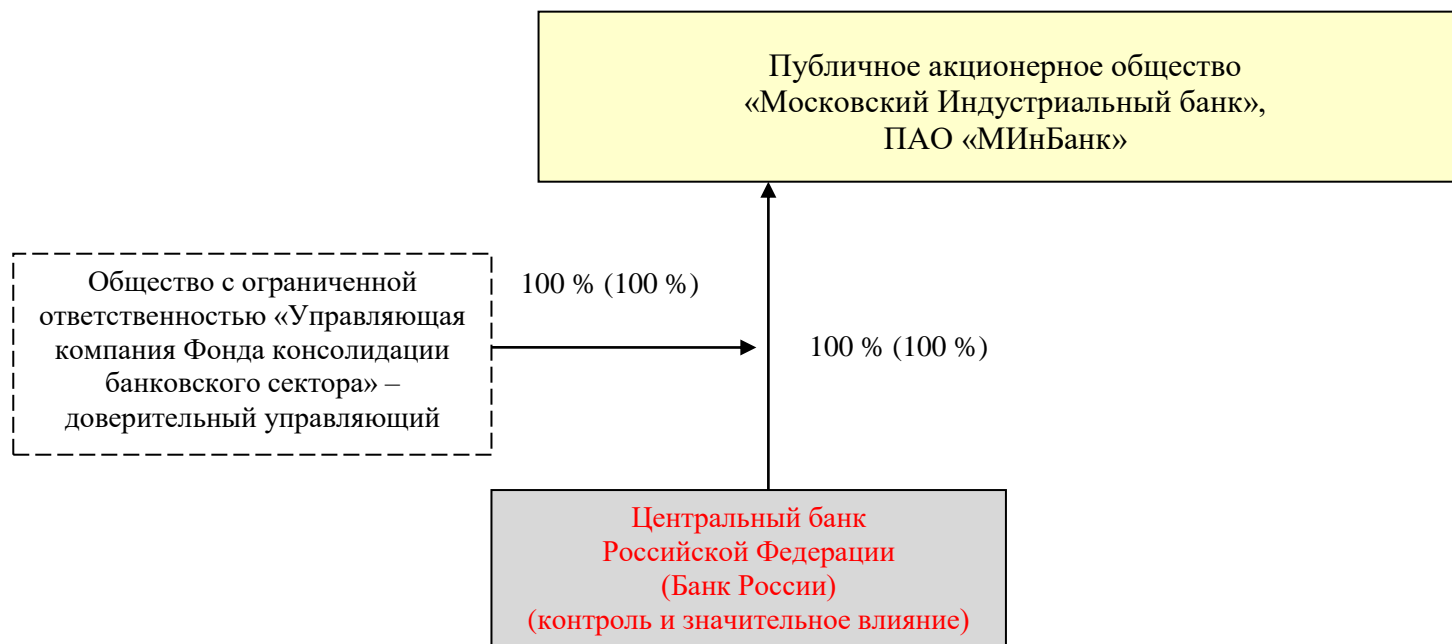 Публичное акционерное общество
«Московский Индустриальный банк»,
ПАО «МИнБанк»
Общество с ограниченной
ответственностью «Управляющая
компания Фонда консолидации
банковского сектора» –
доверительный управляющий
100 % (100 %)
100 % (100 %)
Центральный банк
Российской Федерации
(Банк России)
(контроль и значительное влияние)